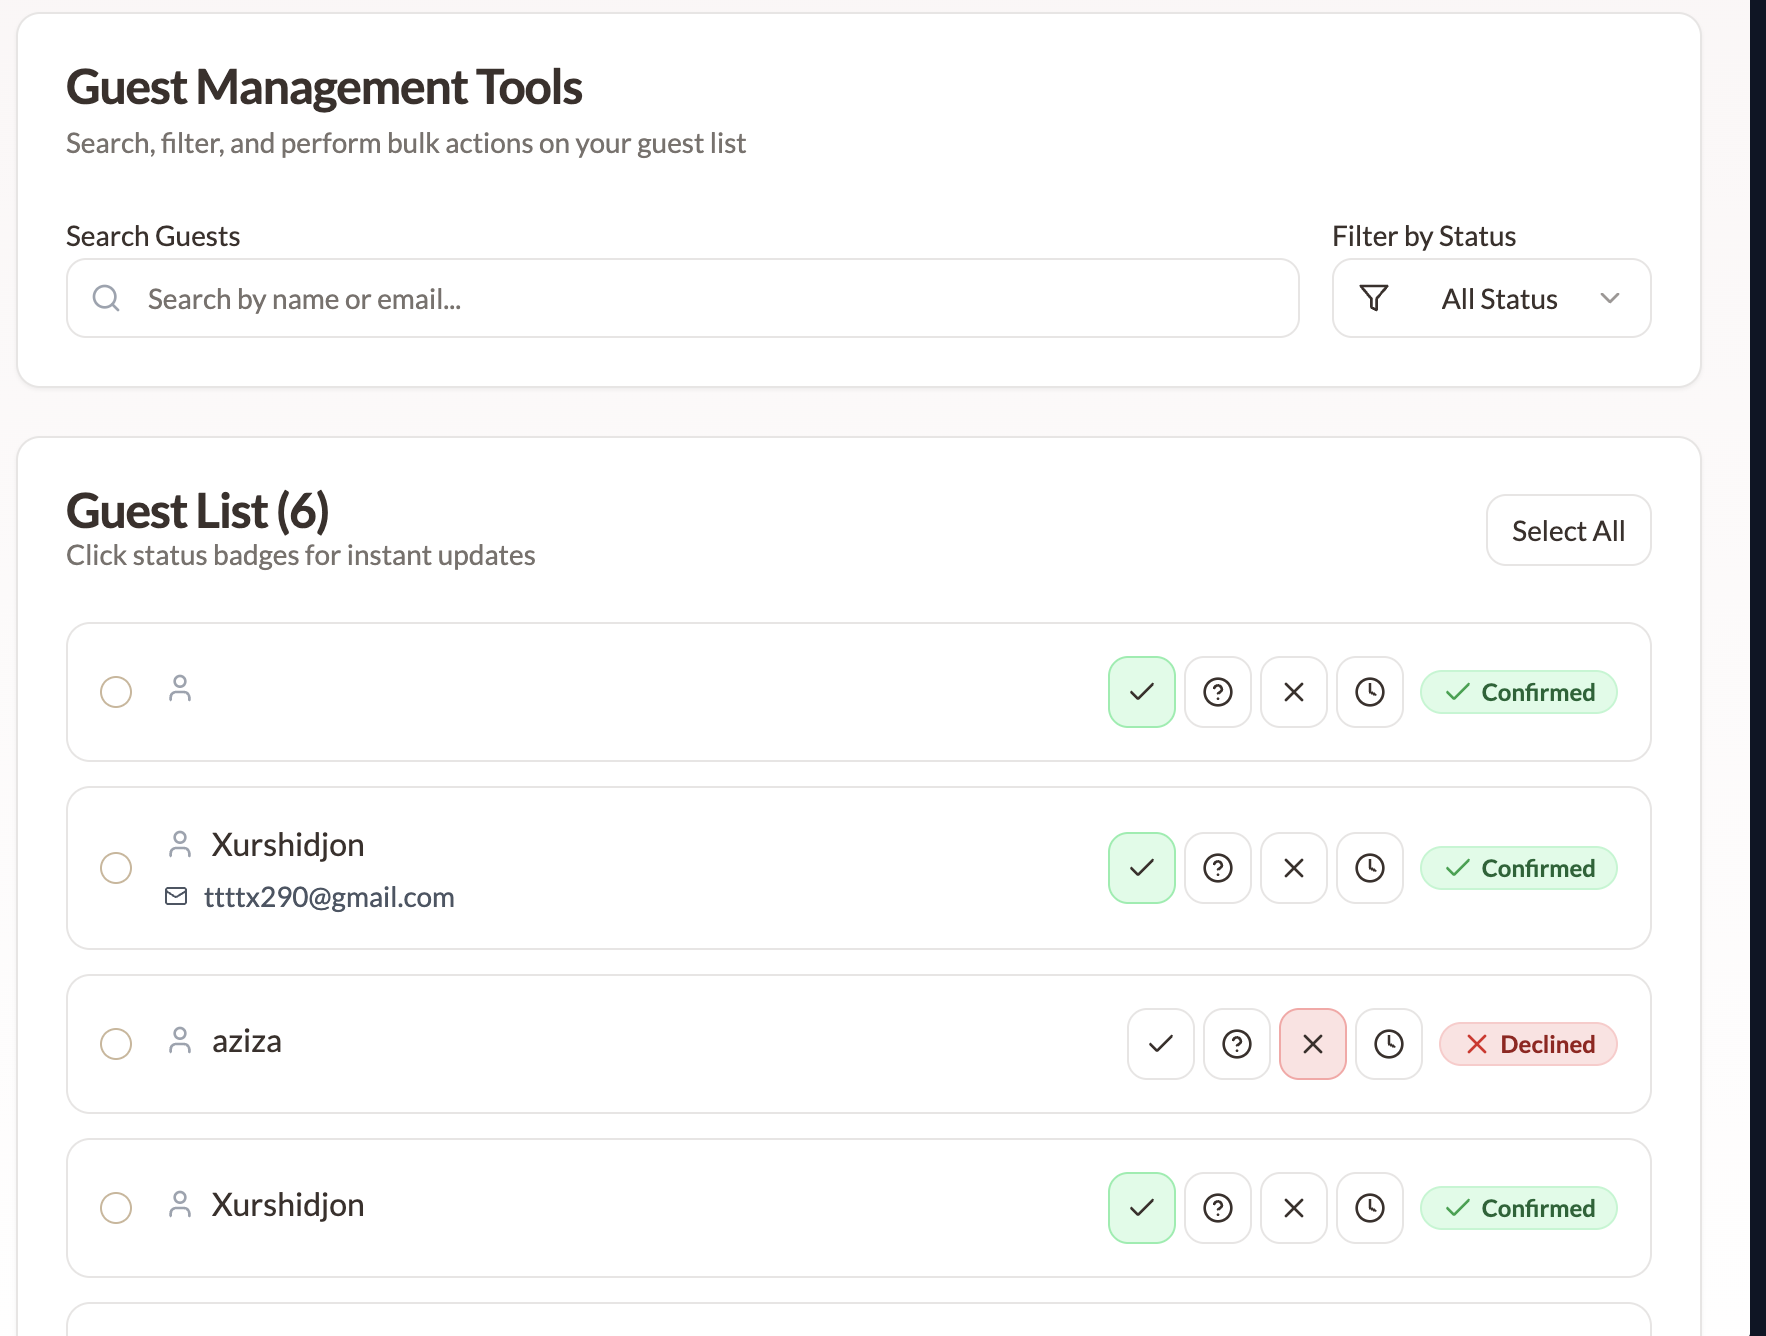 Guest Management Tools
Search, filter, and perform bulk actions on your guest list
Search Guests
Filter by Status
Search by name or email...
All Status
Guest List (6)
Click status badges for instant updates
Select All
Confirmed
Xurshidjon
ttttx290@gmail.com
Confirmed
aziza
Declined
Xurshidjon
Confirmed